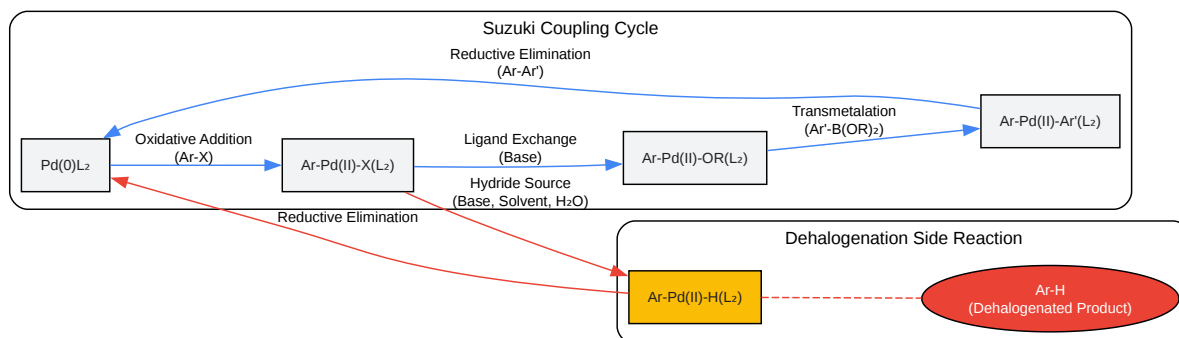 Suzuki Coupling Cycle
Reductive Elimination
(Ar-Ar')
Transmetalation
(Ar'-B(OR)₂)
Ar-Pd(II)-Ar'(L₂)
Oxidative Addition
(Ar-X)
Ligand Exchange
(Base)
Pd(0)L₂
Ar-Pd(II)-X(L₂)
Ar-Pd(II)-OR(L₂)
Hydride Source
(Base, Solvent, H₂O)
Reductive Elimination
Dehalogenation Side Reaction
Ar-Pd(II)-H(L₂)
Ar-H
(Dehalogenated Product)